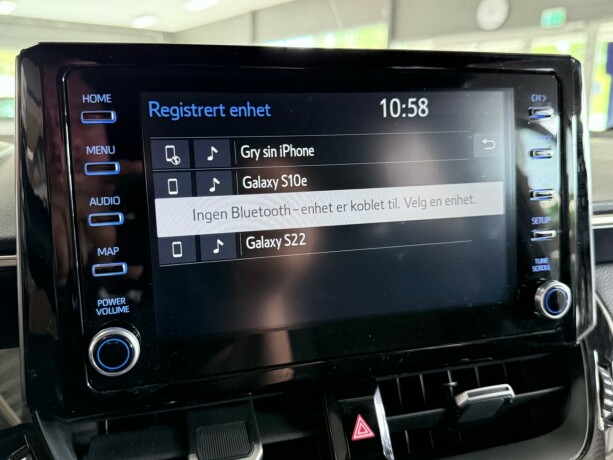 HOME
MENU
AUDIO
MAP
POWER
VOLUME
Registrert enhet
10:58
Gry sin iPhone
Galaxy S10e
Ingen Bluetooth-enhet er koblet til. Velg en enhet.
Galaxy S22
CH >
SETUP
TUNE
SCROLL